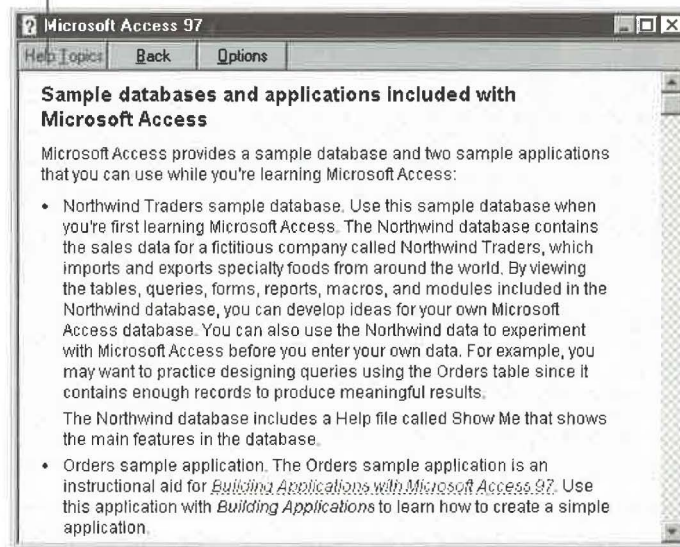 Microsoft Access 97
Help Topics Back Options
Sample databases and applications included with
Microsoft Access
Microsoft Access provides a sample database and two sample applications
that you can use while you're learning Microsoft Access:
• Northwind Traders sample database. Use this sample database when
you're first learning Microsoft Access. The Northwind database contains
the sales data for a fictitious company called Northwind Traders, which
imports and exports specialty foods from around the world. By viewing
the tables, queries, forms, reports, macros, and modules included in the
Northwind database, you can develop ideas for your own Microsoft
Access database. You can also use the Northwind data to experiment
with Microsoft Access before you enter your own data. For example, you
may want to practice designing queries using the Orders table since it
contains enough records to produce meaningful results.
The Northwind database includes a Help file called Show Me that shows
the main features in the database.
• Orders sample application. The Orders sample application is an
instructional aid for Building Applications with Microsoft Access 97. Use
this application with Building Applications to learn how to create a simple
application.